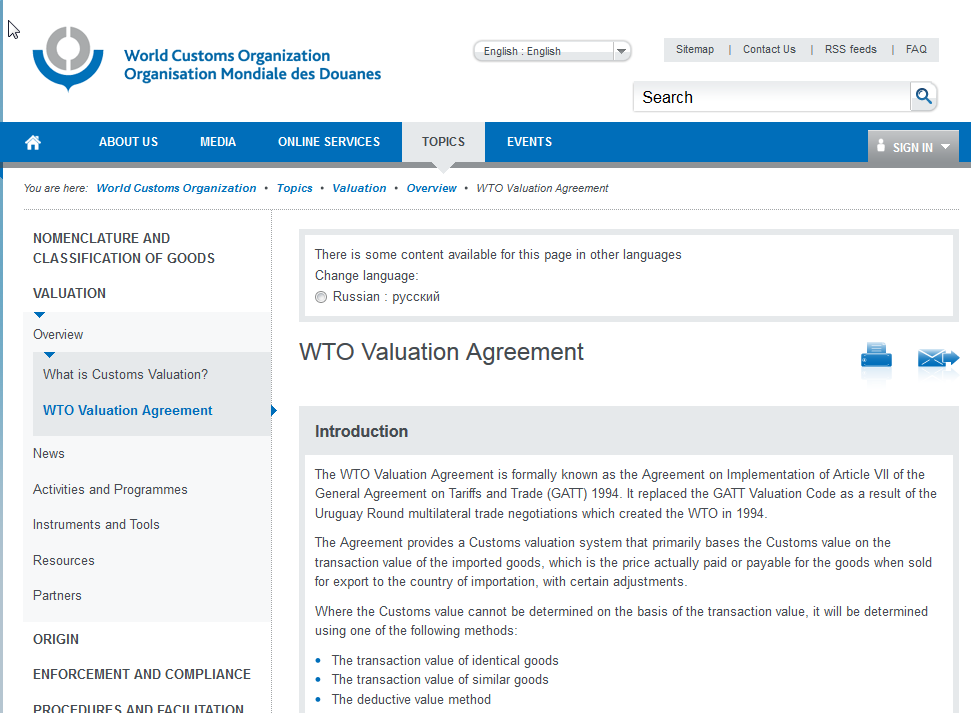 World Customs Organization
Organisation Mondiale des Douanes
English : English
Sitemap | Contact Us | RSS feeds | FAQ
Search
ABOUT US MEDIA ONLINE SERVICES TOPICS EVENTS
SIGN IN
You are here: World Customs Organization • Topics • Valuation • Overview • WTO Valuation Agreement
NOMENCLATURE AND
CLASSIFICATION OF GOODS
VALUATION
Overview
What is Customs Valuation?
WTO Valuation Agreement
News
Activities and Programmes
Instruments and Tools
Resources
Partners
ORIGIN
ENFORCEMENT AND COMPLIANCE
PROCEDURES AND FACILITATION
There is some content available for this page in other languages
Change language:
Russian : русский
WTO Valuation Agreement
Introduction
The WTO Valuation Agreement is formally known as the Agreement on Implementation of Article VII of the
General Agreement on Tariffs and Trade (GATT) 1994. It replaced the GATT Valuation Code as a result of the
Uruguay Round multilateral trade negotiations which created the WTO in 1994.
The Agreement provides a Customs valuation system that primarily bases the Customs value on the
transaction value of the imported goods, which is the price actually paid or payable for the goods when sold
for export to the country of importation, with certain adjustments.
Where the Customs value cannot be determined on the basis of the transaction value, it will be determined
using one of the following methods:
• The transaction value of identical goods
• The transaction value of similar goods
• The deductive value method